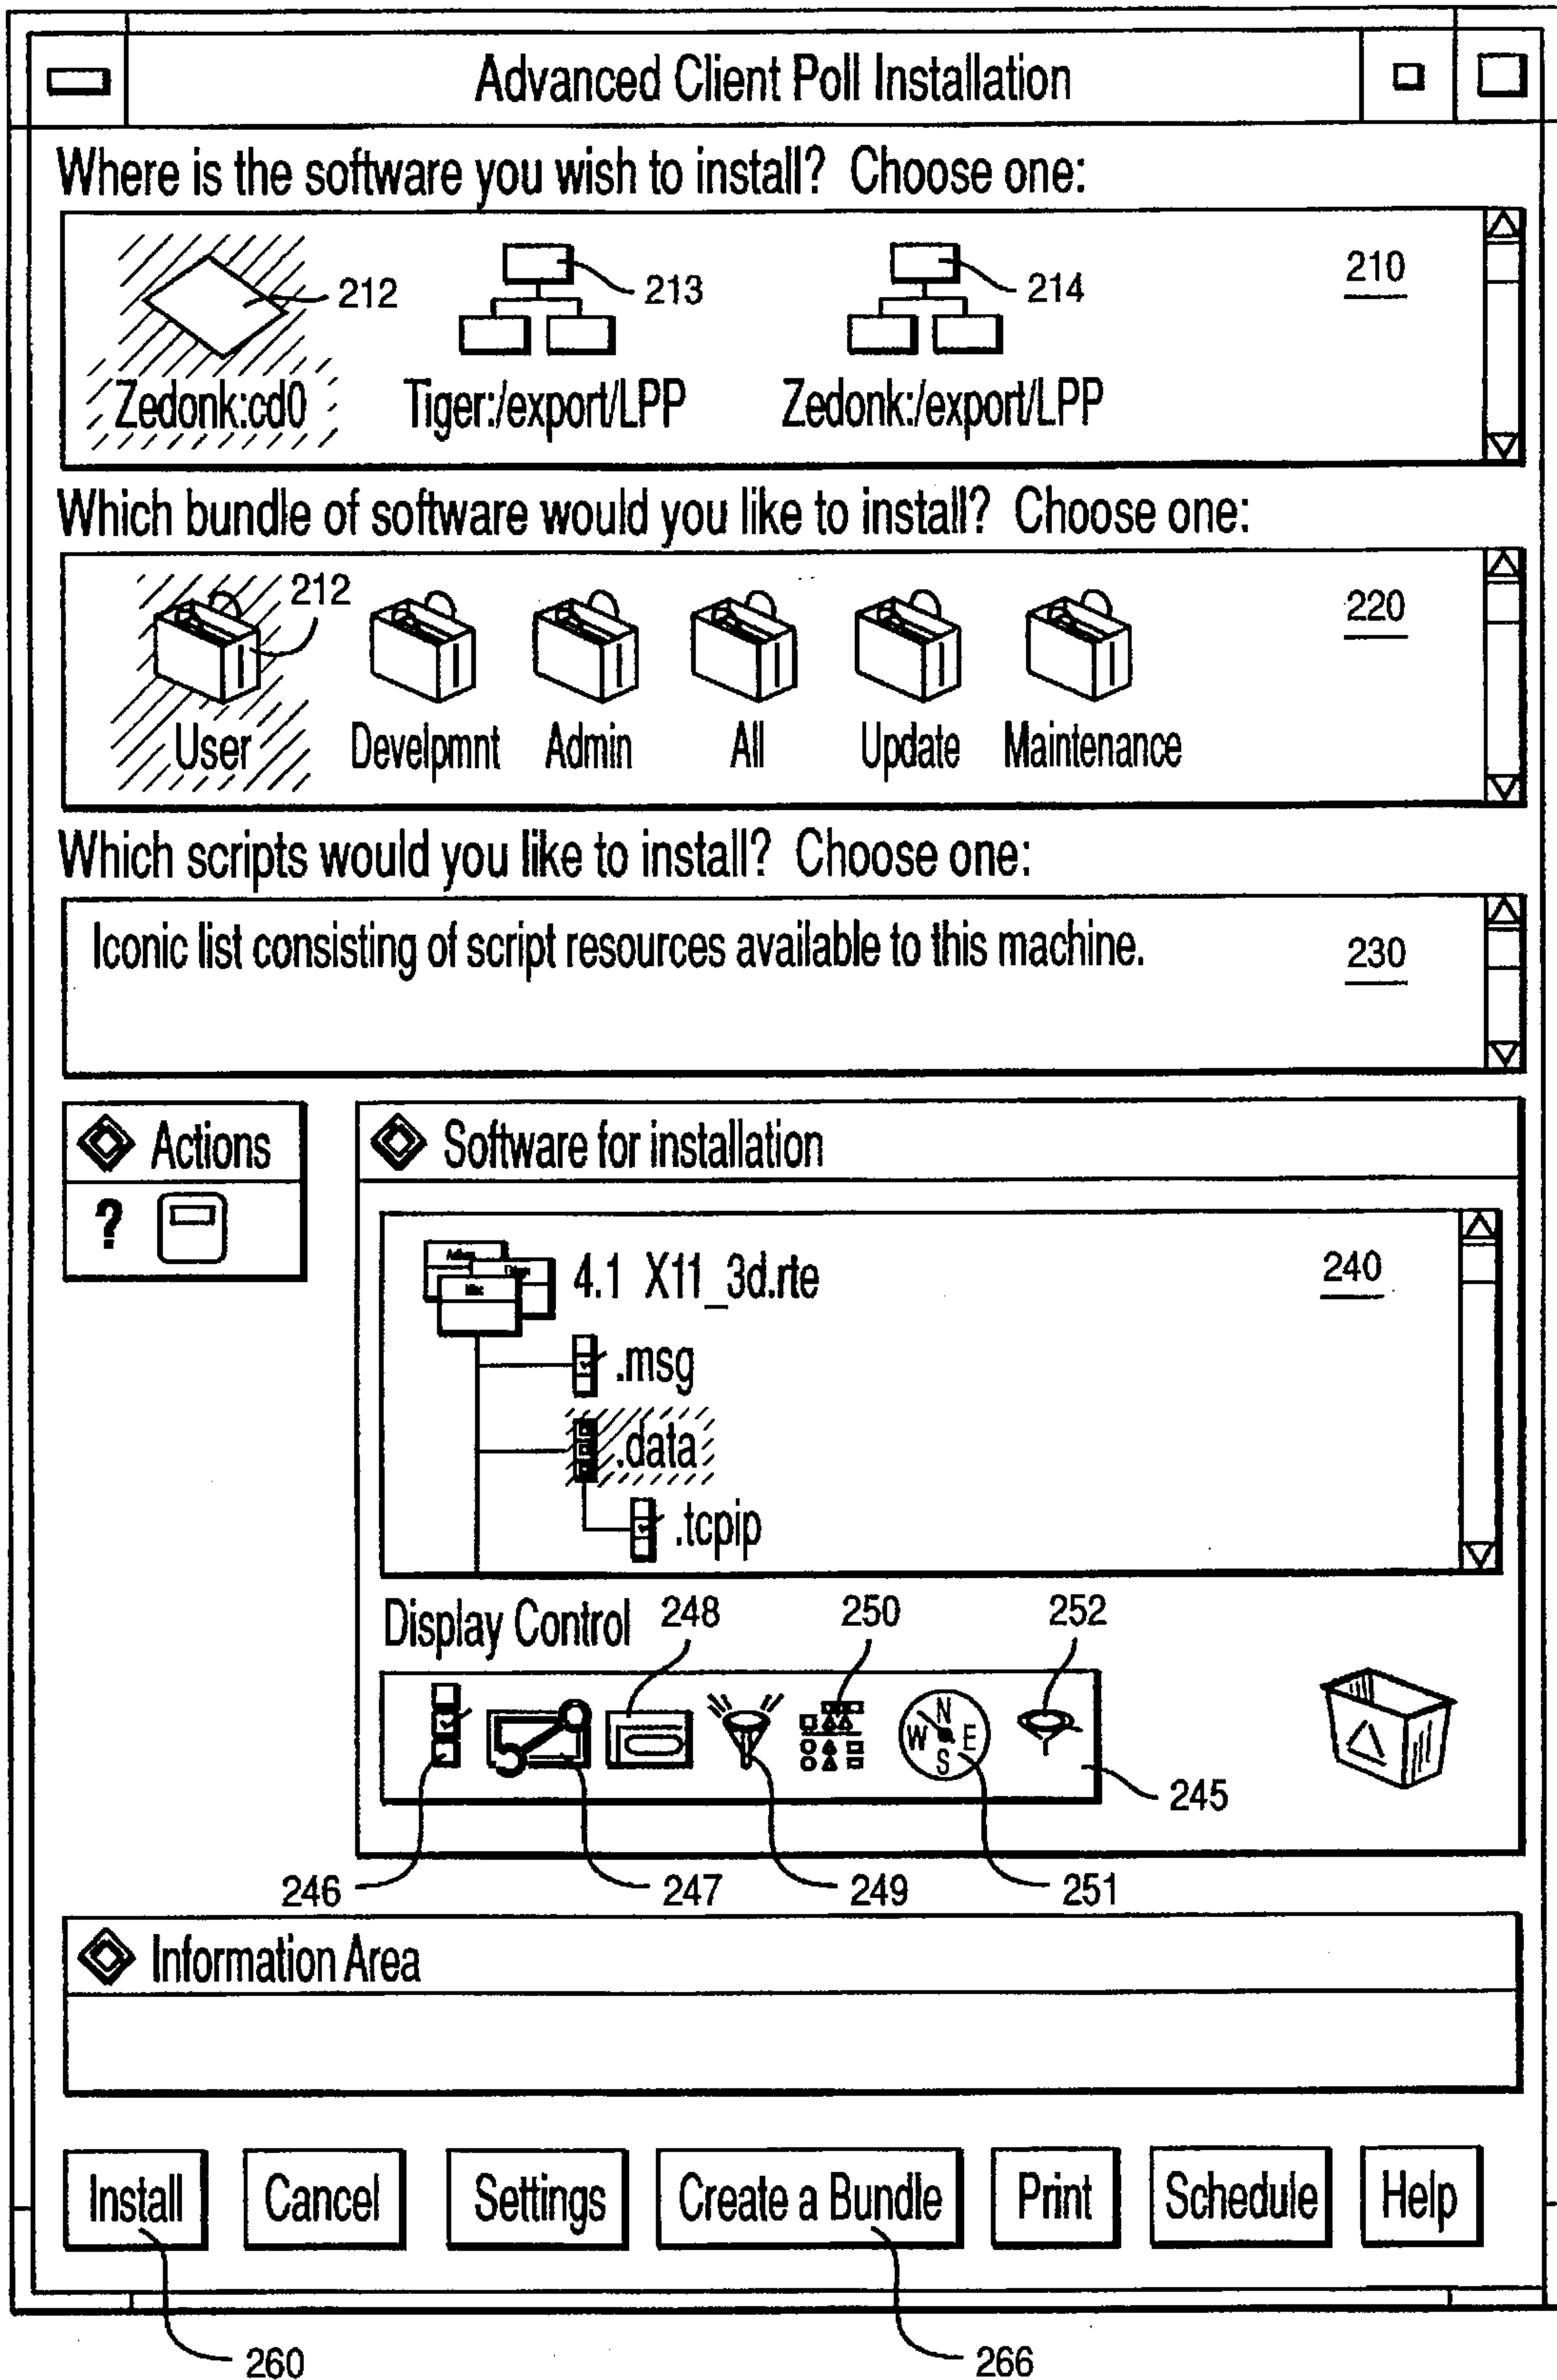 Advanced Client Poll Installation
Where is the software you wish to install? Choose one:
212
213
214
210
Zedonk:cd0
Tiger:/export/LPP
Zedonk:/export/LPP
Which bundle of software would you like to install? Choose one:
212
220
User
Develpmnt
Admin
All
Update
Maintenance
Which scripts would you like to install? Choose one:
Iconic list consisting of script resources available to this machine.
230
Actions
?
Software for installation
4.1 X11_3d.rte
240
.msg
.data
.tcpip
Display Control
248
250
252
N
W E
S
245
246
247
249
251
Information Area
Install
Cancel
Settings
Create a Bundle
Print
Schedule
Help
260
266